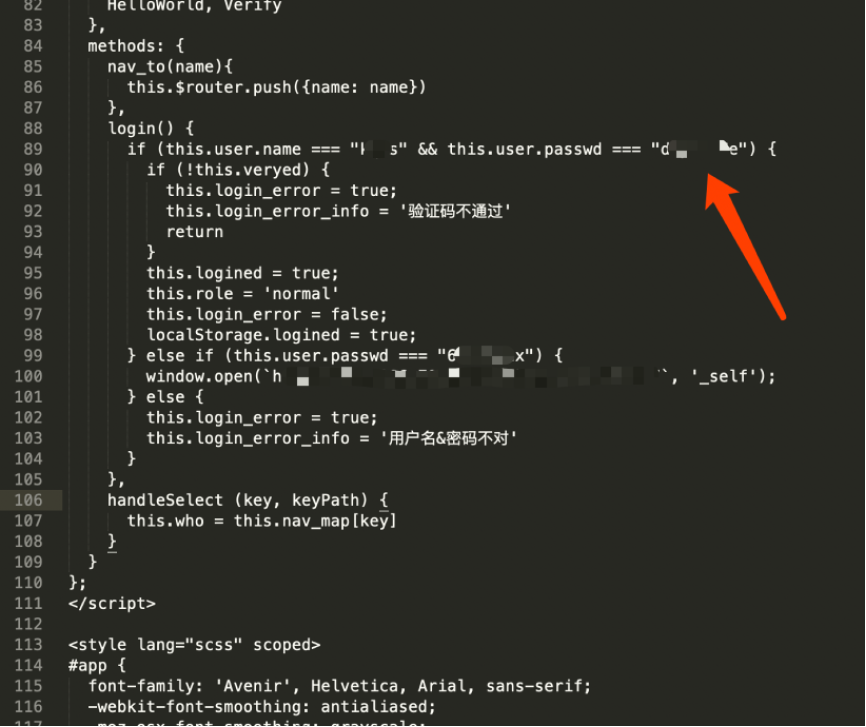 82 HelloWorld, Verify
83 },
84 methods: {
85 nav_to(name){
86 this.$router.push({name: name})
87 },
88 login() {
89 if (this.user.name === " s" && this.user.passwd === "d e") {
90 if (!this.veryed) {
91 this.login_error = true;
92 this.login_error_info = '验证码不通过'
93 return
94 }
95 this.logined = true;
96 this.role = 'normal'
97 this.login_error = false;
98 localStorage.logined = true;
99 } else if (this.user.passwd === "6 x") {
100 window.open(`h `, '_self');
101 } else {
102 this.login_error = true;
103 this.login_error_info = '用户名&密码不对'
104 }
105 },
106 handleSelect (key, keyPath) {
107 this.who = this.nav_map[key]
108 }
109 }
110 };
111 </script>
112
113 <style lang="scss" scoped>
114 #app {
115 font-family: 'Avenir', Helvetica, Arial, sans-serif;
116 -webkit-font-smoothing: antialiased;
117 -moz-osx-font-smoothing: grayscale;